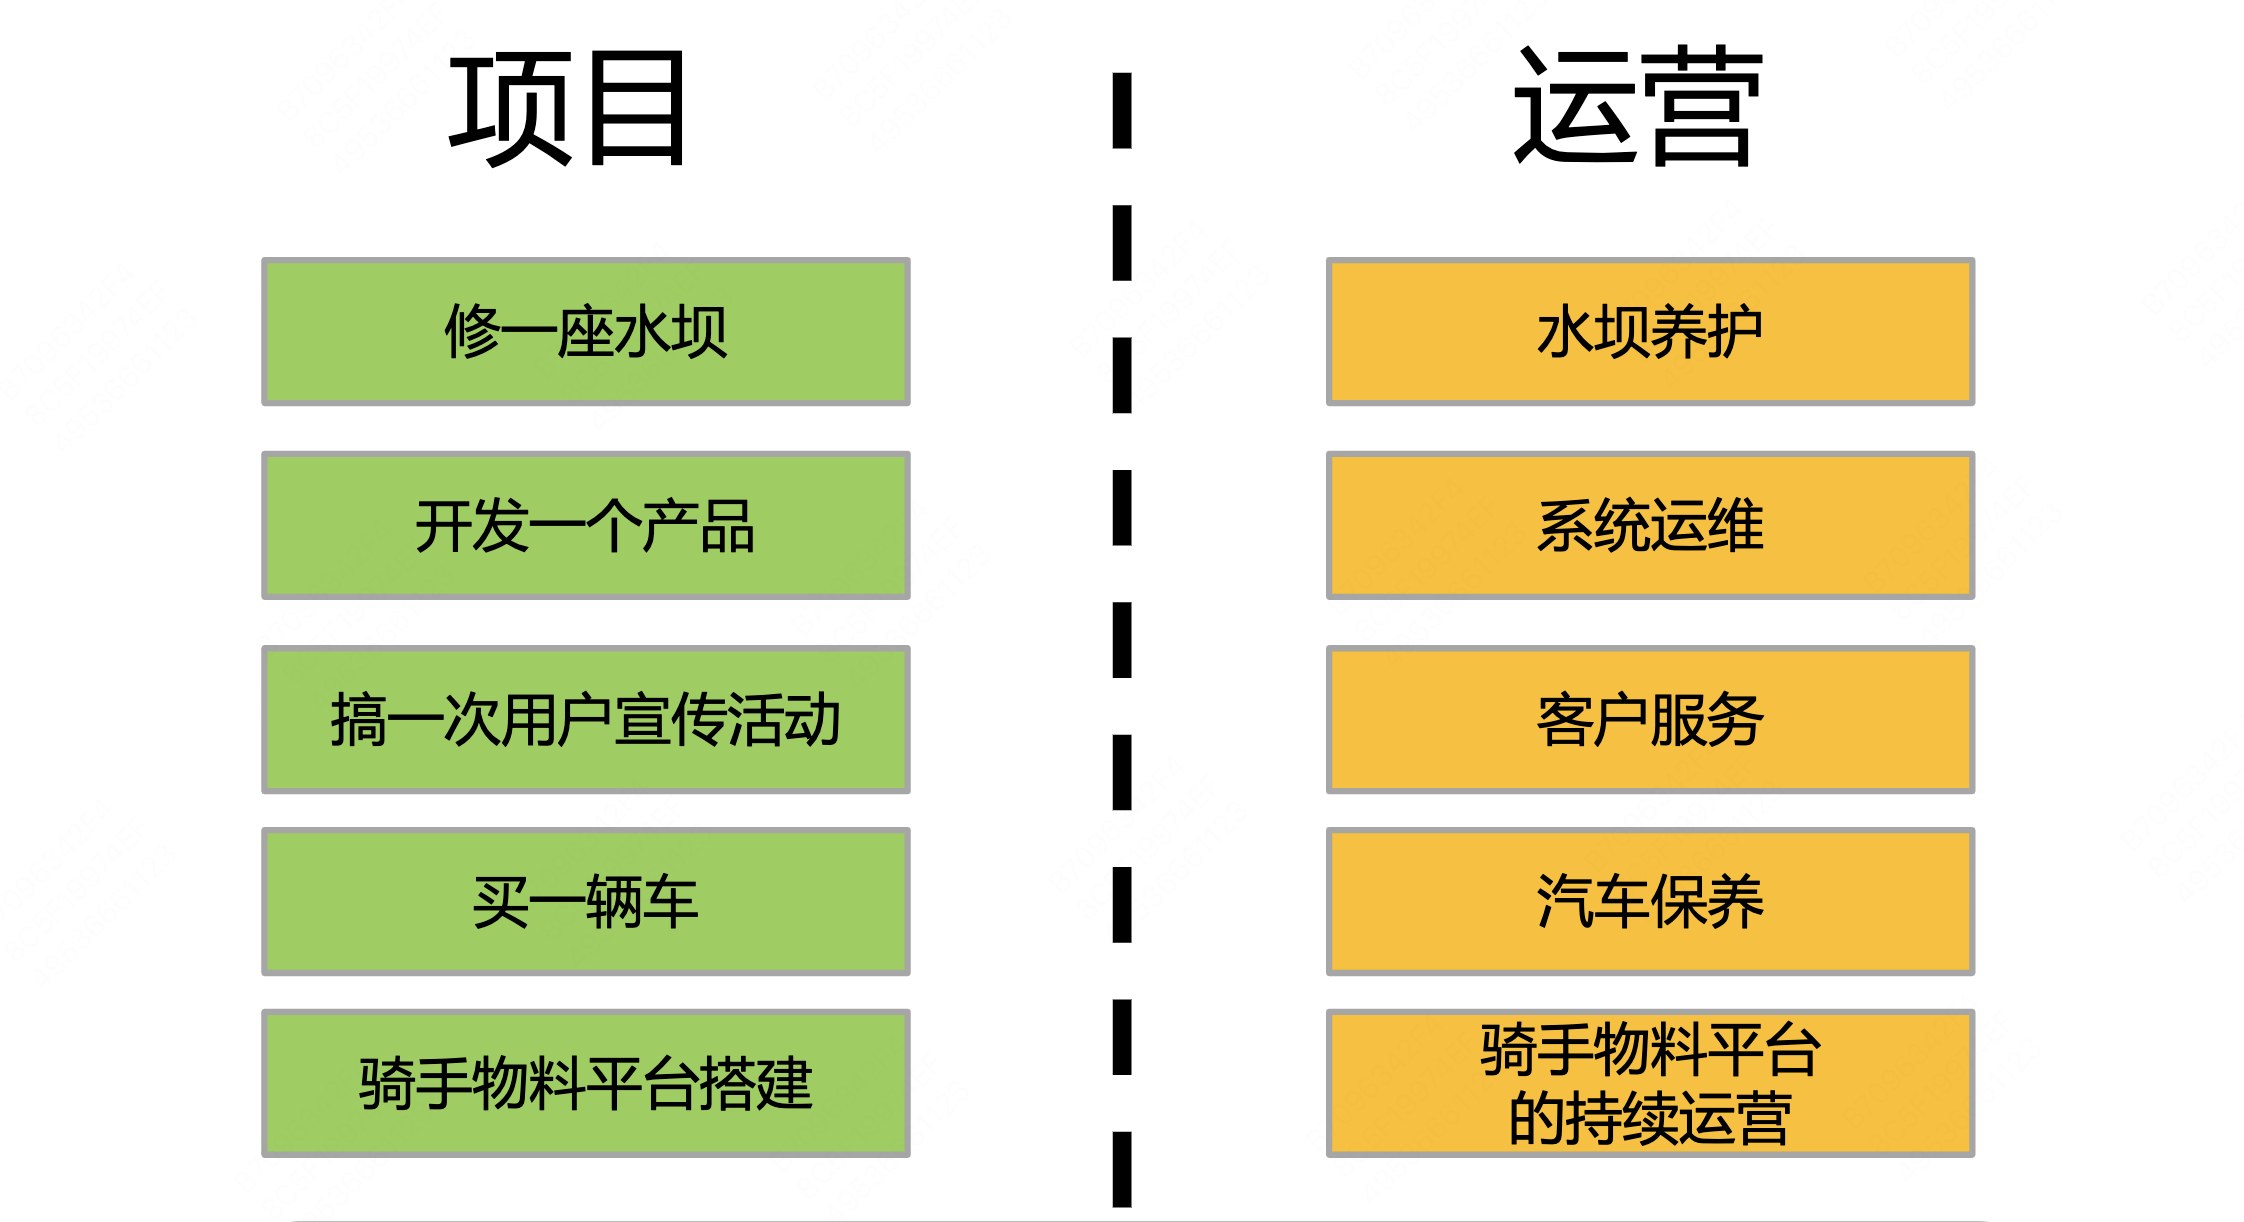 项目
运营
修一座水坝
水坝养护
开发一个产品
系统运维
搞一次用户宣传活动
客户服务
买一辆车
汽车保养
骑手物料平台搭建
骑手物料平台
的持续运营